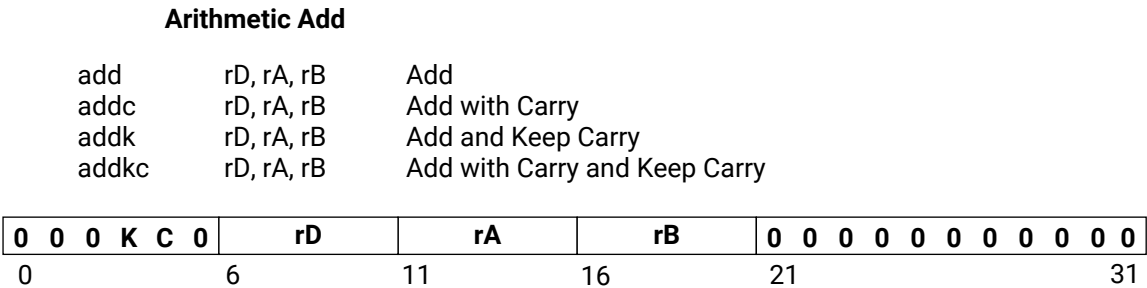 Arithmetic Add
add rD, rA, rB Add
addc rD, rA, rB Add with Carry
addk rD, rA, rB Add and Keep Carry
addkc rD, rA, rB Add with Carry and Keep Carry
0 0 0 K C 0 rD rA rB 0 0 0 0 0 0 0 0 0 0 0
0 6 11 16 21 31